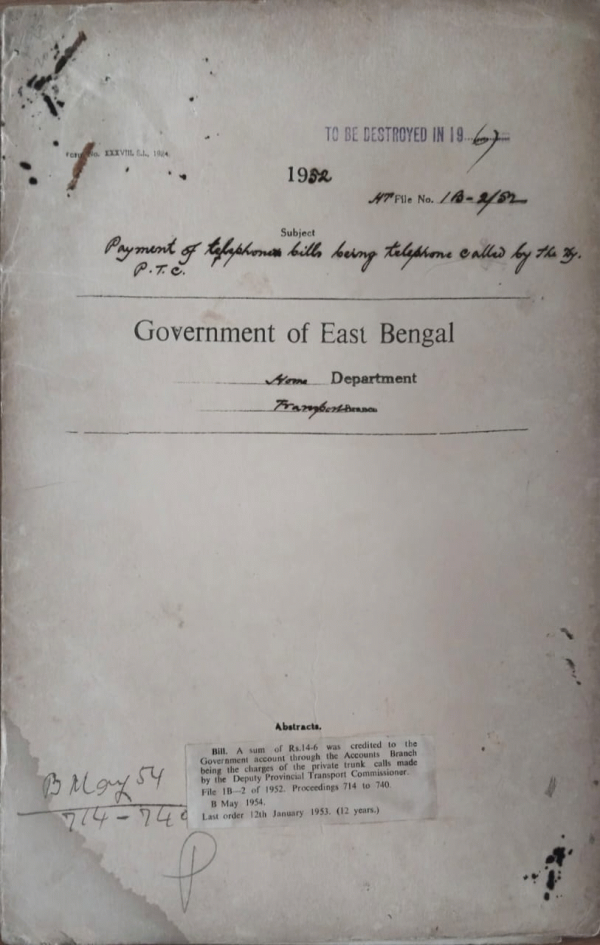 TO BE DESTROYED IN 19 67
XXXVIII, S.I., 1924.
1952
File No. 1B-2/52
Subject
Payment of telephone bills being telephone called by the Dy.
P.T.C.
Government of East Bengal
Home Department
Transport Branch
Abstracts.
Bill. A sum of Rs.14-6 was credited to the
Government account through the Accounts Branch
being the charges of the private trunk calls made
by the Deputy Provincial Transport Commissioner.
File 1B—2 of 1952. Proceedings 714 to 740.
B May 1954.
Last order 12th January 1953. (12 years.)
B May 54
714-740